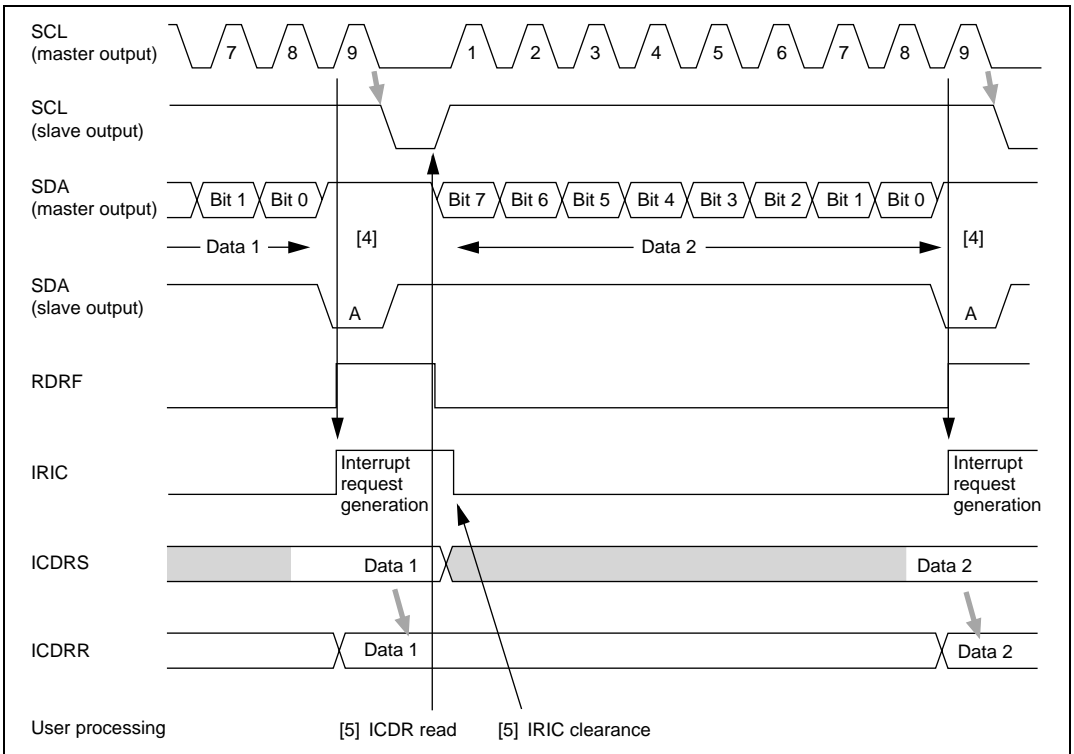 SCL
(master output)
7 8 9 1 2 3 4 5 6 7 8 9
SCL
(slave output)
SDA
(master output)
Bit 1 Bit 0 Bit 7 Bit 6 Bit 5 Bit 4 Bit 3 Bit 2 Bit 1 Bit 0
Data 1 [4] Data 2 [4]
SDA
(slave output)
A A
RDRF
IRIC
Interrupt
request
generation
Interrupt
request
generation
ICDRS
Data 1 Data 2
ICDRR
Data 1 Data 2
User processing
[5] ICDR read [5] IRIC clearance